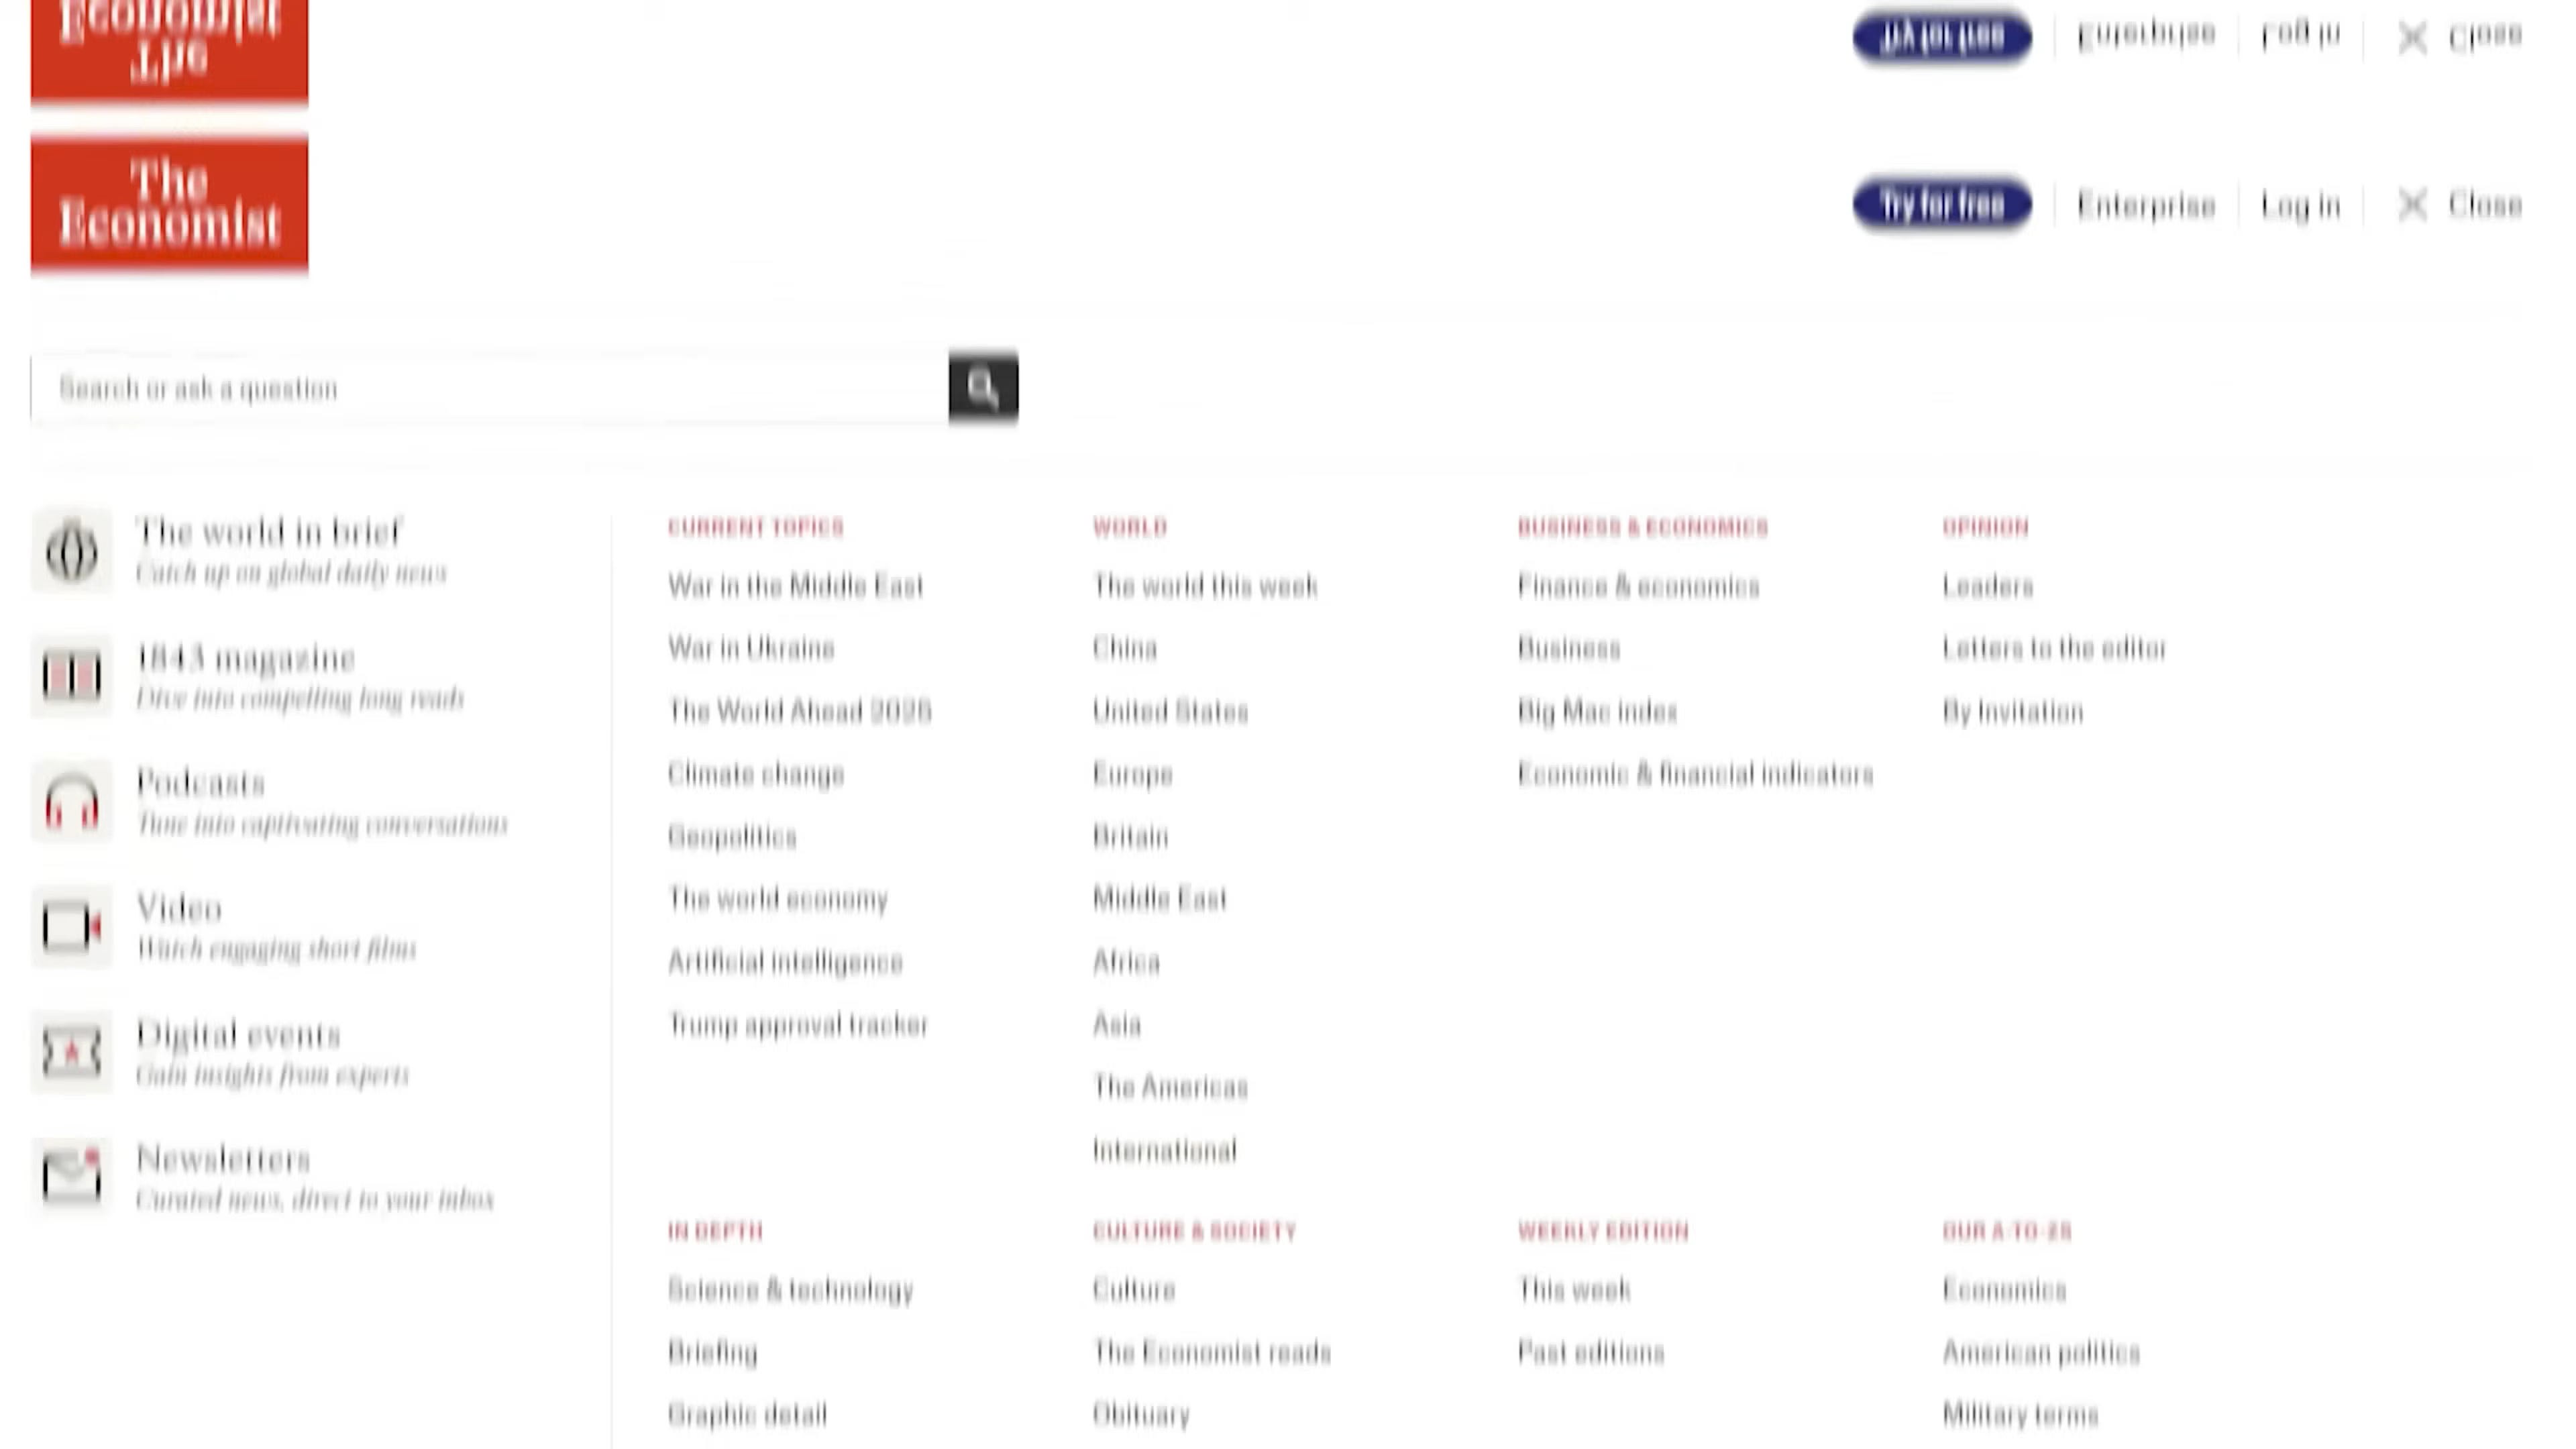 The
Economist
Try for free
Enterprise
Log in
Close
Search or ask a question
The world in brief
Catch up on global daily news
1843 magazine
Dive into compelling long reads
Podcasts
Tune into captivating conversations
Video
Watch engaging short films
Digital events
Gain insights from experts
Newsletters
Curated news, direct to your inbox
CURRENT TOPICS
War in the Middle East
War in Ukraine
The World Ahead
Climate change
Geopolitics
The world economy
Artificial intelligence
Trump approval tracker
WORLD
The world this week
China
United States
Europe
Britain
Middle East
Africa
Asia
The Americas
International
BUSINESS & ECONOMICS
Finance & economics
Business
Big Mac index
Economic & financial indicators
OPINION
Leaders
Letters to the editor
By Invitation
IN DEPTH
Science & technology
Briefing
Graphic detail
CULTURE & SOCIETY
Culture
The Economist reads
Obituary
WEEKLY EDITION
This week
Past editions
OUR A-TO-ZS
Economics
American politics
Military terms